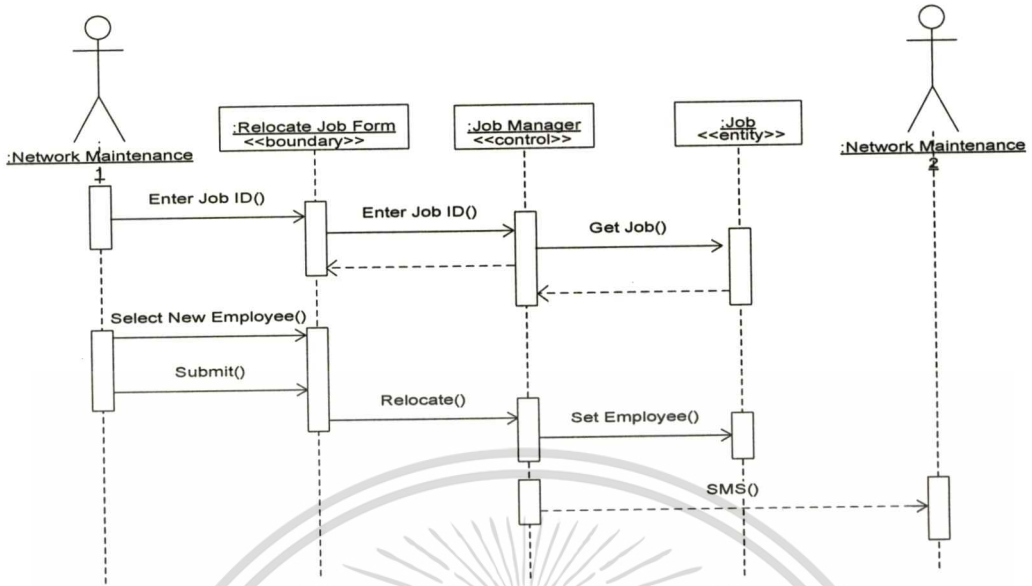 :Relocate Job Form
<<boundary>>
:Job Manager
<<control>>
:Job
<<entity>>
:Network Maintenance
1
:Network Maintenance
2
Enter Job ID()
Enter Job ID()
Get Job()
Select New Employee()
Submit()
Relocate()
Set Employee()
SMS()